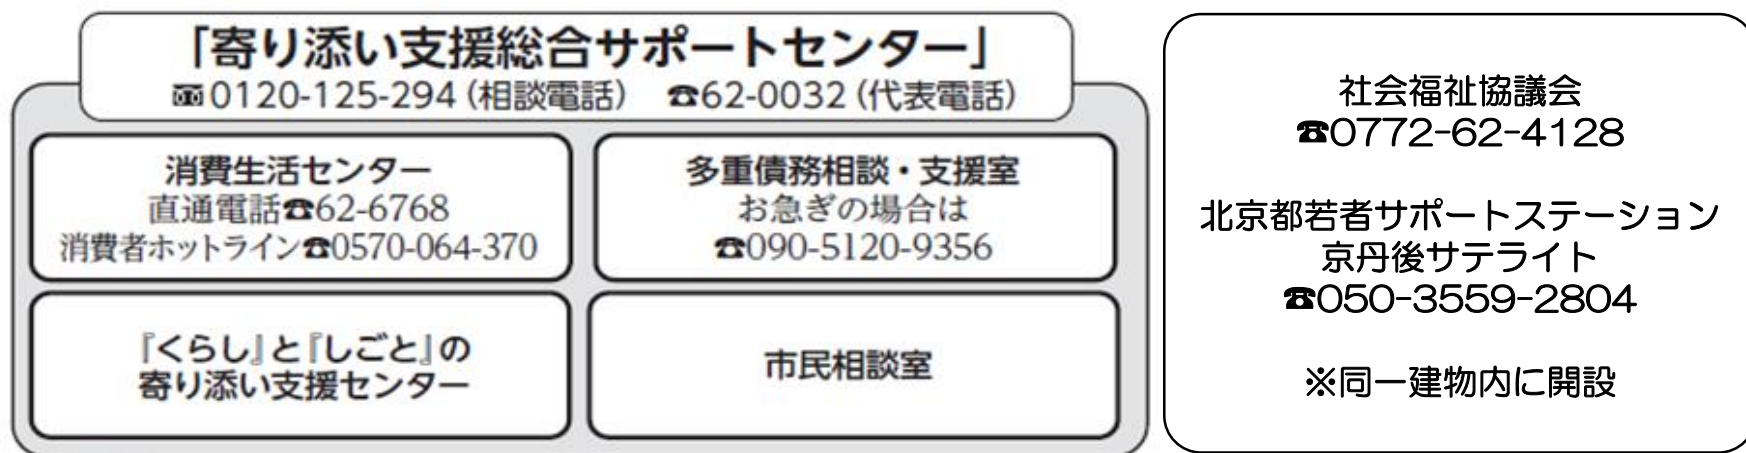 「寄り添い支援総合サポートセンター」
0120-125-294（相談電話） ☎62-0032（代表電話）
消費生活センター
直通電話☎62-6768
消費者ホットライン☎0570-064-370
多重債務相談・支援室
お急ぎの場合は
☎090-5120-9356
『くらし』と『しごと』の
寄り添い支援センター
市民相談室
社会福祉協議会
☎0772-62-4128
北京都若者サポートステーション
京丹後サテライト
☎050-3559-2804
※同一建物内に開設